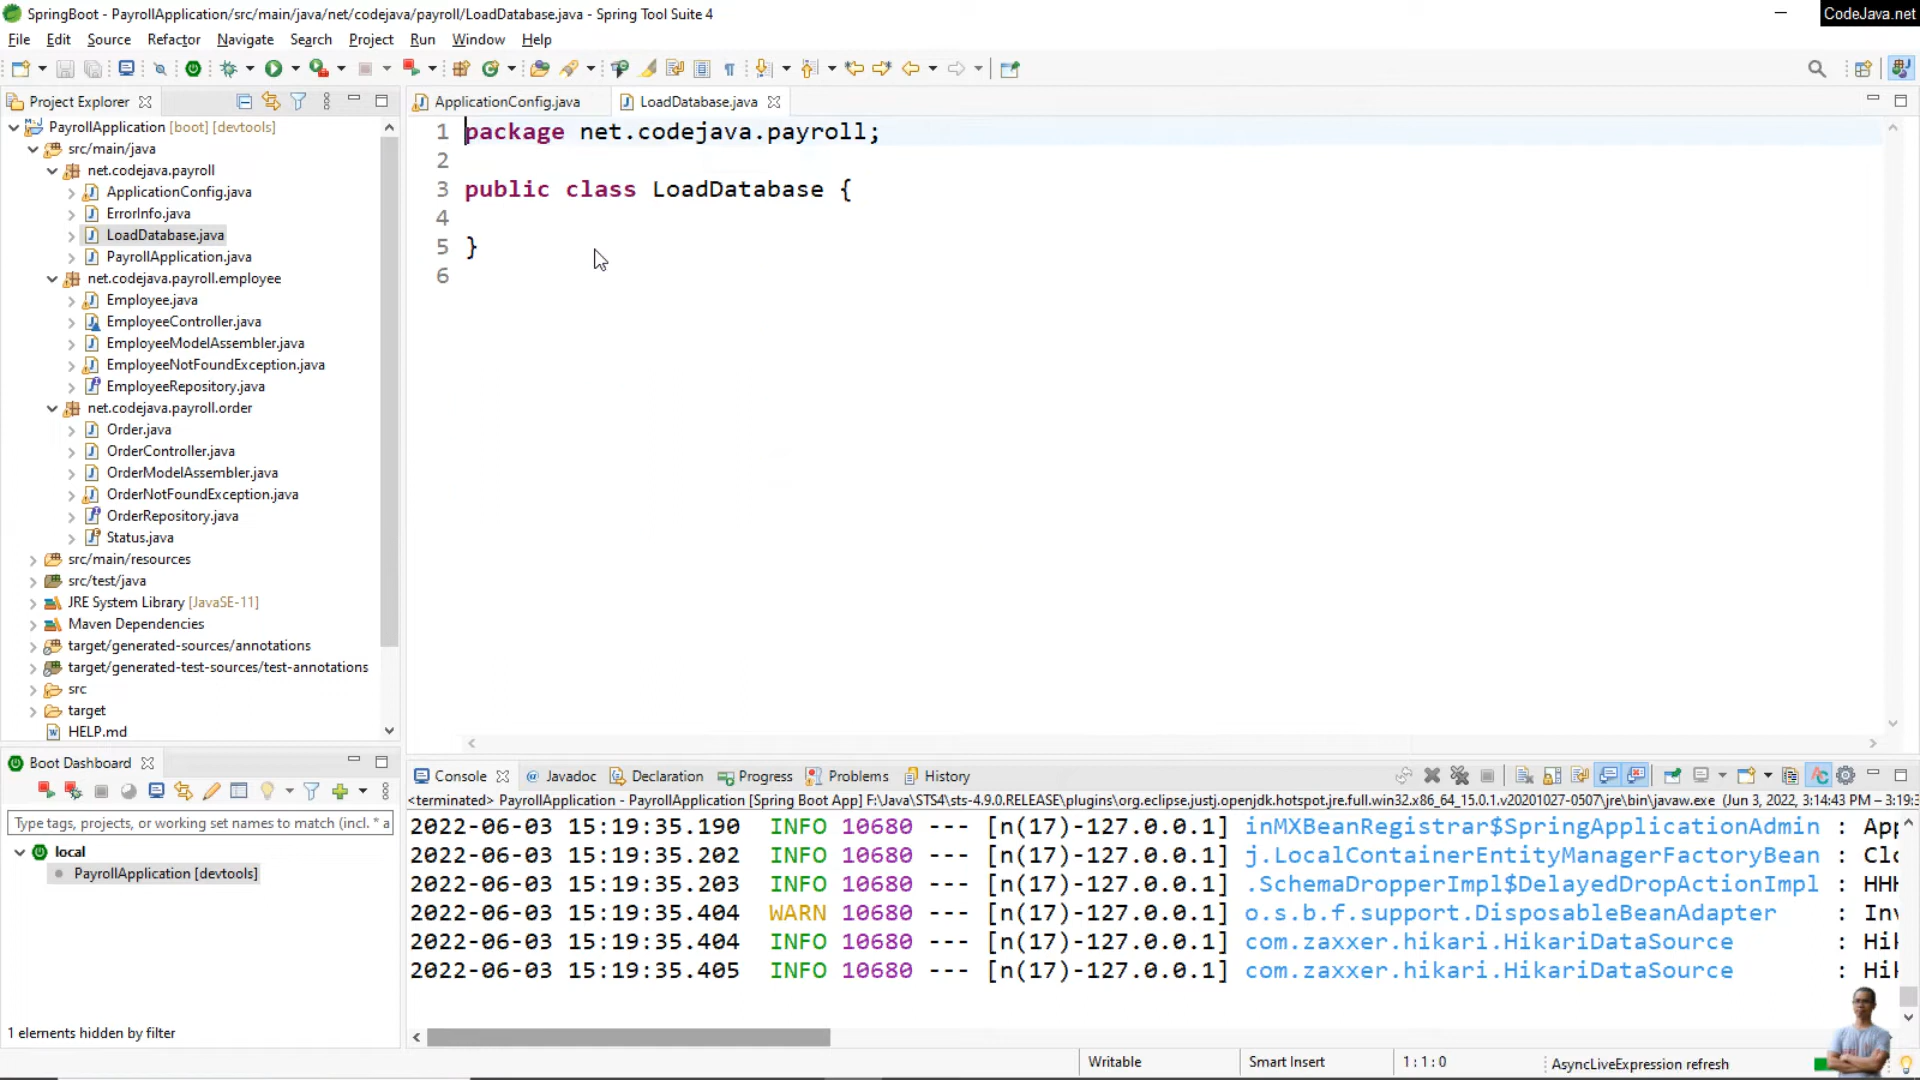 SpringBoot - PayrollApplication/src/main/java/net/codejava/payroll/LoadDatabase.java - Spring Tool Suite 4
CodeJava.net
File Edit Source Refactor Navigate Search Project Run Window Help
Project Explorer
ApplicationConfig.java
LoadDatabase.java
PayrollApplication [boot] [devtools]
src/main/java
net.codejava.payroll
ApplicationConfig.java
ErrorInfo.java
LoadDatabase.java
PayrollApplication.java
net.codejava.payroll.employee
Employee.java
EmployeeController.java
EmployeeModelAssembler.java
EmployeeNotFoundException.java
EmployeeRepository.java
net.codejava.payroll.order
Order.java
OrderController.java
OrderModelAssembler.java
OrderNotFoundException.java
OrderRepository.java
Status.java
src/main/resources
src/test/java
JRE System Library [JavaSE-11]
Maven Dependencies
target/generated-sources/annotations
target/generated-test-sources/test-annotations
src
target
HELP.md
1 package net.codejava.payroll;
2
3 public class LoadDatabase {
4
5 }
6
Boot Dashboard
Type tags, projects, or working set names to match (incl. * a
local
PayrollApplication [devtools]
1 elements hidden by filter
Console Javadoc Declaration Progress Problems History
<terminated> PayrollApplication - PayrollApplication [Spring Boot App] F:\Java\STS4\sts-4.9.0.RELEASE\plugins\org.eclipse.justj.openjdk.hotspot.jre.full.win32.x86_64_15.0.1.v20201027-0507\jre\bin\javaw.exe (Jun 3, 2022, 3:14:43 PM – 3:19:3
2022-06-03 15:19:35.190 INFO 10680 --- [n(17)-127.0.0.1] inMXBeanRegistrar$SpringApplicationAdmin : App
2022-06-03 15:19:35.202 INFO 10680 --- [n(17)-127.0.0.1] j.LocalContainerEntityManagerFactoryBean : Clo
2022-06-03 15:19:35.203 INFO 10680 --- [n(17)-127.0.0.1] .SchemaDropperImpl$DelayedDropActionImpl : HHH
2022-06-03 15:19:35.404 WARN 10680 --- [n(17)-127.0.0.1] o.s.b.f.support.DisposableBeanAdapter : Inv
2022-06-03 15:19:35.404 INFO 10680 --- [n(17)-127.0.0.1] com.zaxxer.hikari.HikariDataSource : Hik
2022-06-03 15:19:35.405 INFO 10680 --- [n(17)-127.0.0.1] com.zaxxer.hikari.HikariDataSource : Hik
Writable Smart Insert 1 : 1 : 0 AsyncLiveExpression refresh